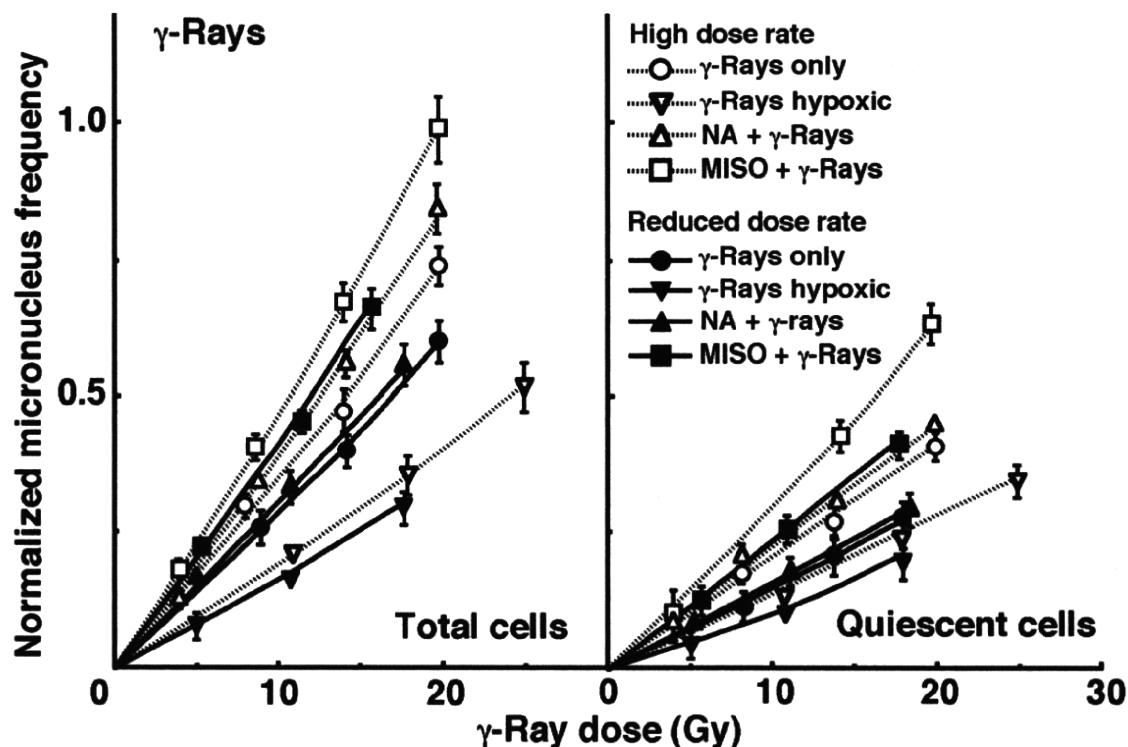 γ-Rays
High dose rate
γ-Rays only
γ-Rays hypoxic
NA + γ-Rays
MISO + γ-Rays
Reduced dose rate
γ-Rays only
γ-Rays hypoxic
NA + γ-rays
MISO + γ-Rays
Normalized micronucleus frequency
1.0
0.5
Total cells
Quiescent cells
0 10 20 0 10 20 30
γ-Ray dose (Gy)